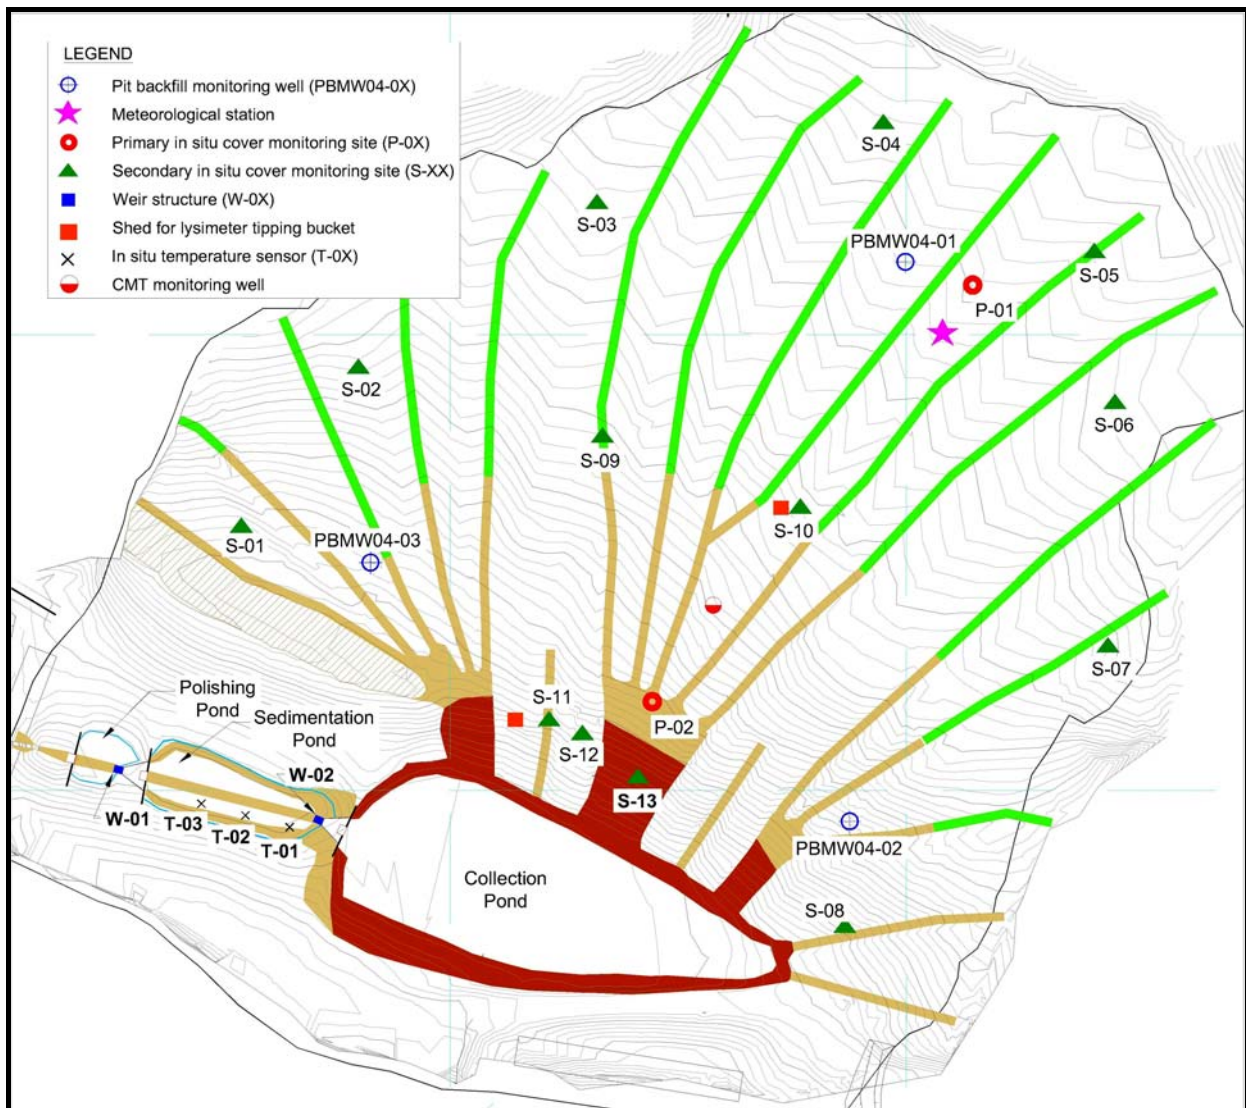 LEGEND
Pit backfill monitoring well (PBMW04-0X)
Meteorological station
Primary in situ cover monitoring site (P-0X)
Secondary in situ cover monitoring site (S-XX)
Weir structure (W-0X)
Shed for lysimeter tipping bucket
In situ temperature sensor (T-0X)
CMT monitoring well
S-04
S-03
PBMW04-01
S-05
P-01
S-02
S-06
S-09
S-10
S-01
PBMW04-03
S-07
Polishing
Pond
Sedimentation
Pond
S-11
S-12
P-02
W-02
S-13
W-01
T-03
T-02
T-01
PBMW04-02
Collection
Pond
S-08